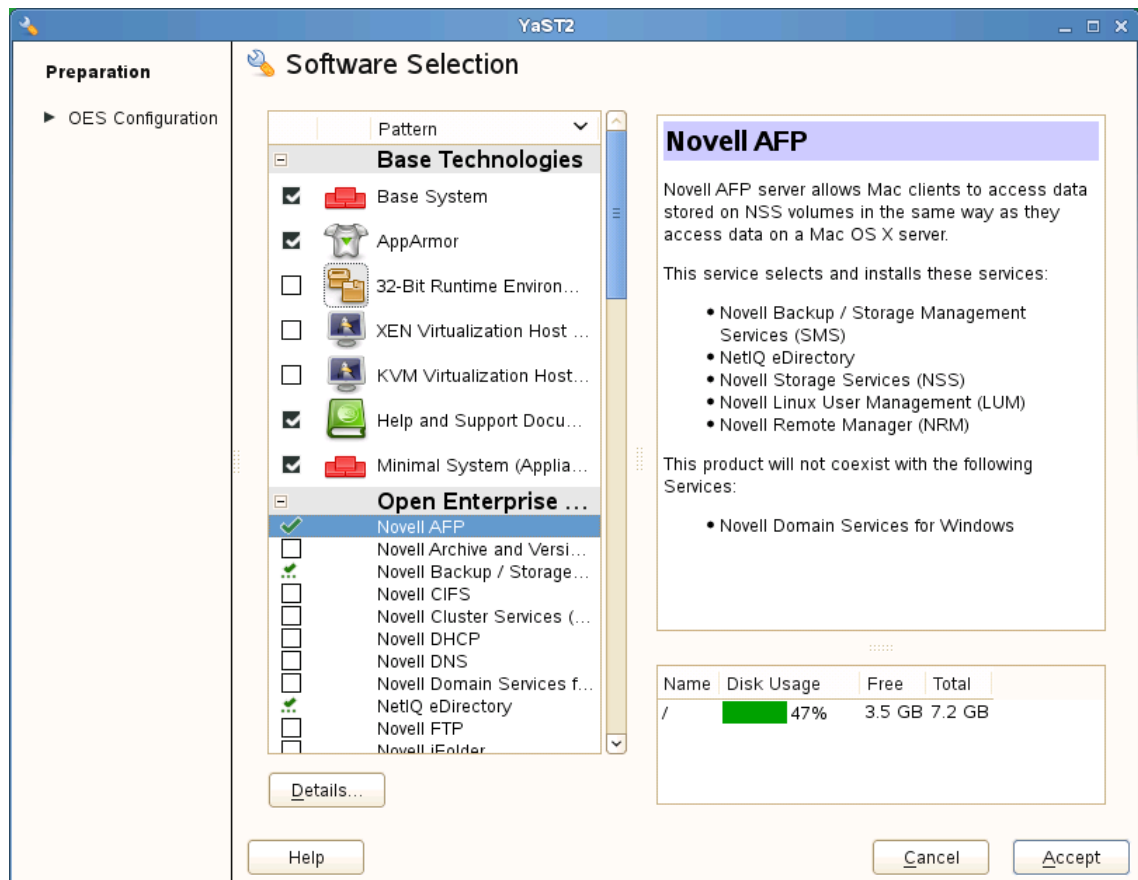 YaST2
Preparation
OES Configuration
Software Selection
Pattern
Base Technologies
Base System
AppArmor
32-Bit Runtime Environ...
XEN Virtualization Host ...
KVM Virtualization Host...
Help and Support Docu...
Minimal System (Applia...
Open Enterprise ...
Novell AFP
Novell Archive and Versi...
Novell Backup / Storage...
Novell CIFS
Novell Cluster Services (...
Novell DHCP
Novell DNS
Novell Domain Services f...
NetIQ eDirectory
Novell FTP
Novell iFolder
Details...
Novell AFP
Novell AFP server allows Mac clients to access data
stored on NSS volumes in the same way as they
access data on a Mac OS X server.
This service selects and installs these services:
• Novell Backup / Storage Management
Services (SMS)
• NetIQ eDirectory
• Novell Storage Services (NSS)
• Novell Linux User Management (LUM)
• Novell Remote Manager (NRM)
This product will not coexist with the following
Services:
• Novell Domain Services for Windows
Name Disk Usage Free Total
/ 47% 3.5 GB 7.2 GB
Help
Cancel
Accept